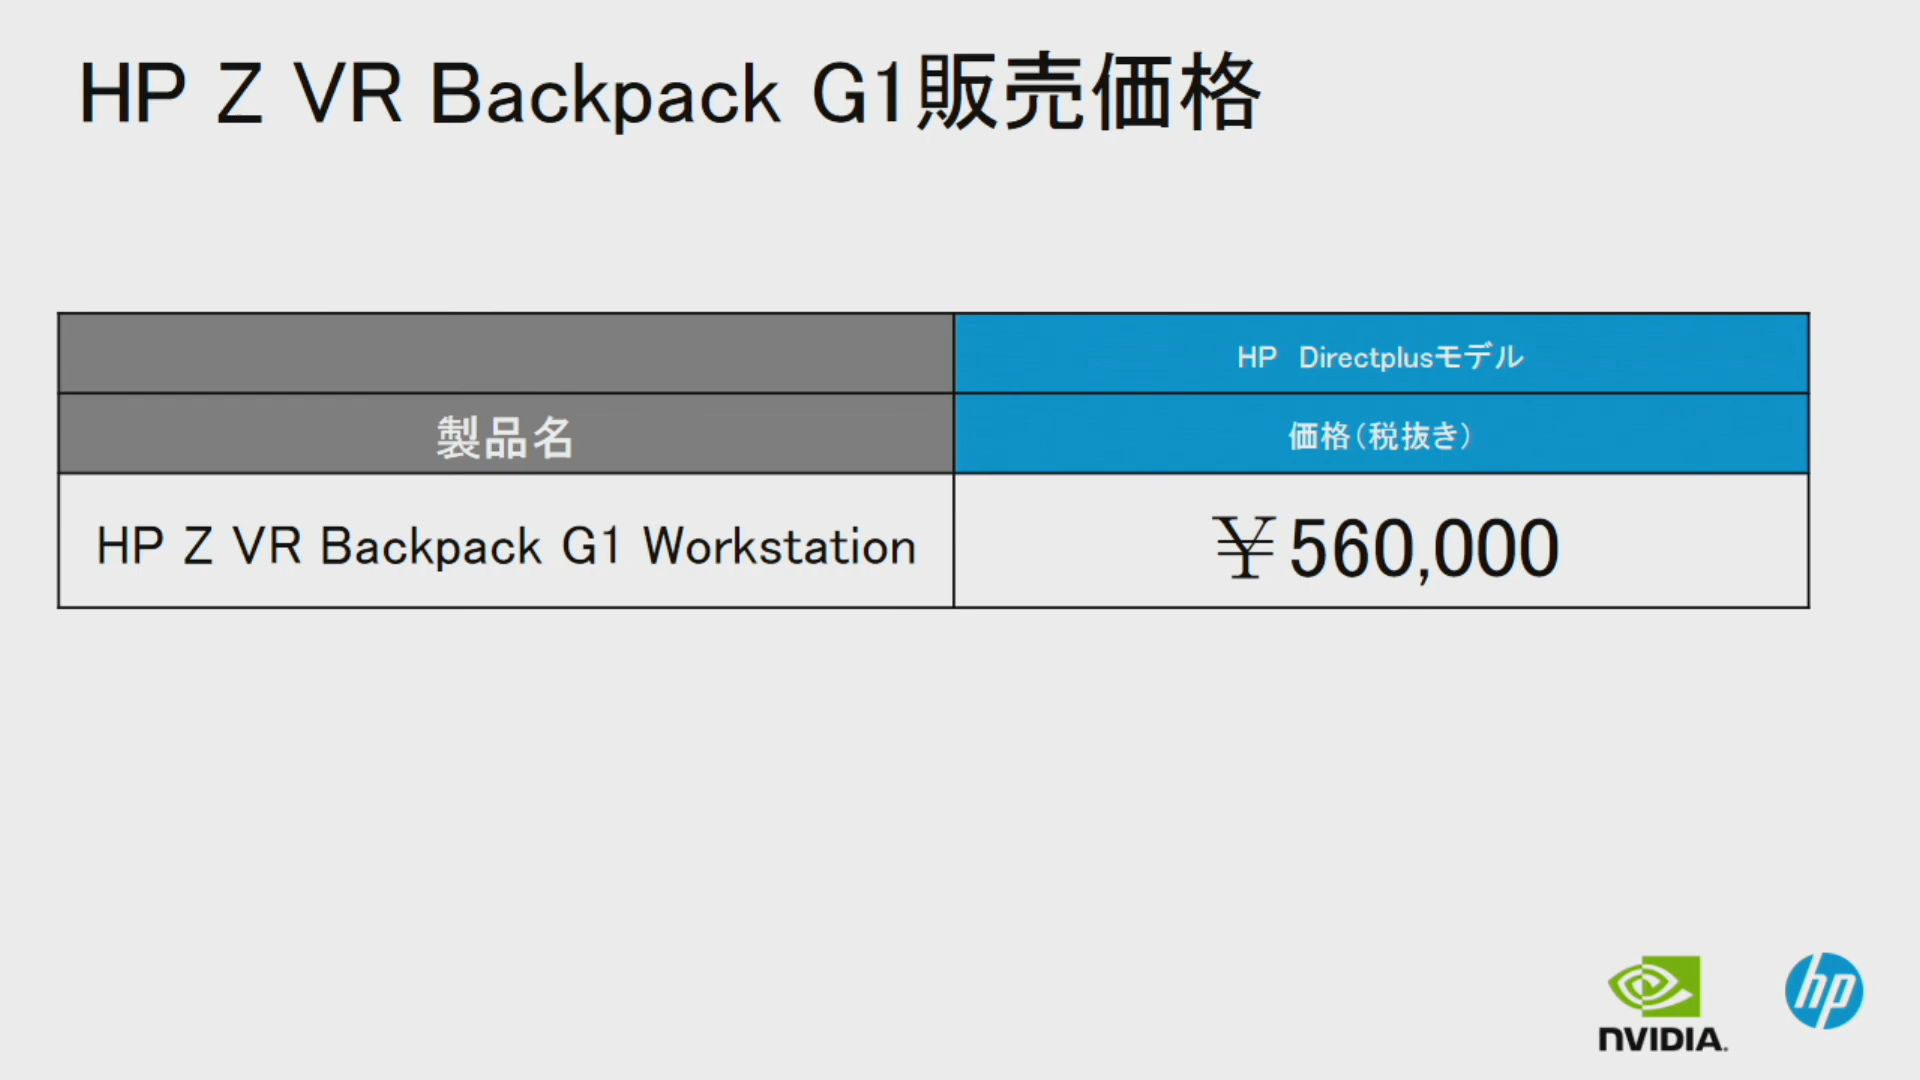 HP Z VR Backpack G1販売価格
HP Directplusモデル
製品名
価格（税抜き）
HP Z VR Backpack G1 Workstation
￥560,000
NVIDIA.
hp